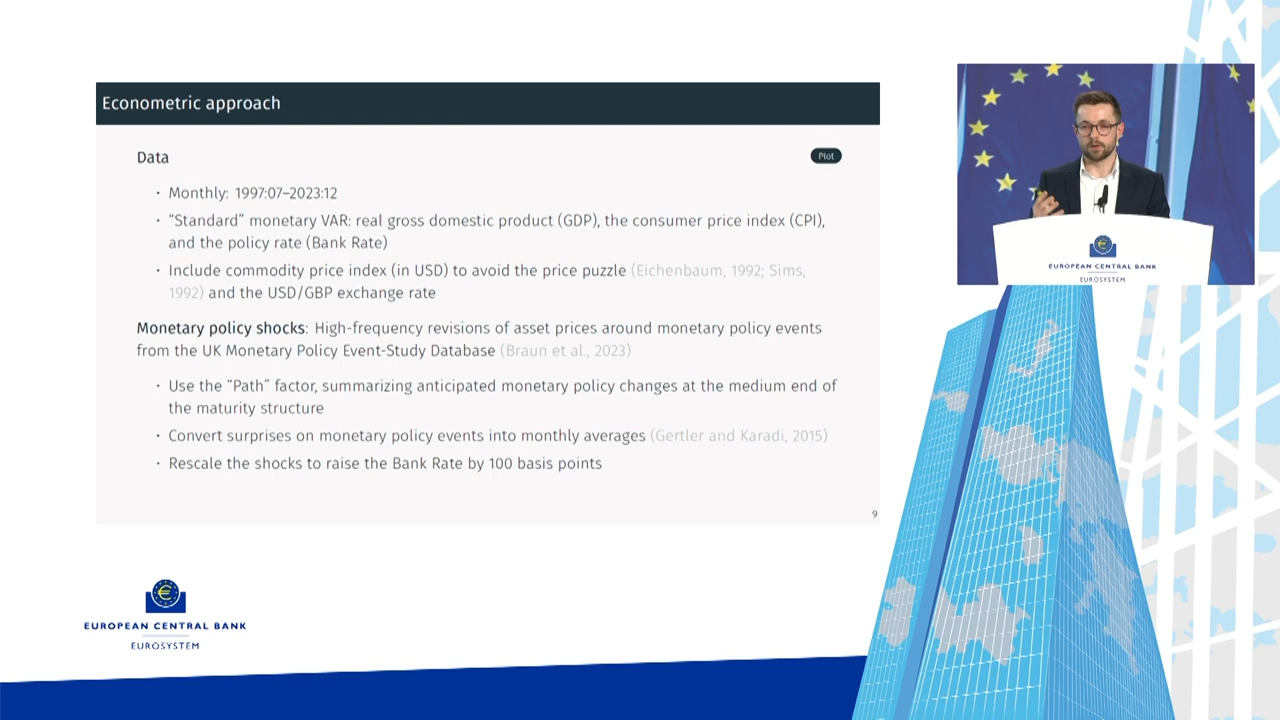 Econometric approach
Data
Plot
· Monthly: 1997:07–2023:12
· “Standard” monetary VAR: real gross domestic product (GDP), the consumer price index (CPI),
and the policy rate (Bank Rate)
· Include commodity price index (in USD) to avoid the price puzzle (Eichenbaum, 1992; Sims,
1992) and the USD/GBP exchange rate
Monetary policy shocks: High-frequency revisions of asset prices around monetary policy events
from the UK Monetary Policy Event-Study Database (Braun et al., 2023)
· Use the “Path” factor, summarizing anticipated monetary policy changes at the medium end of
the maturity structure
· Convert surprises on monetary policy events into monthly averages (Gertler and Karadi, 2015)
· Rescale the shocks to raise the Bank Rate by 100 basis points
9
EUROPEAN CENTRAL BANK
EUROSYSTEM
EUROPEAN CENTRAL BANK
EUROSYSTEM